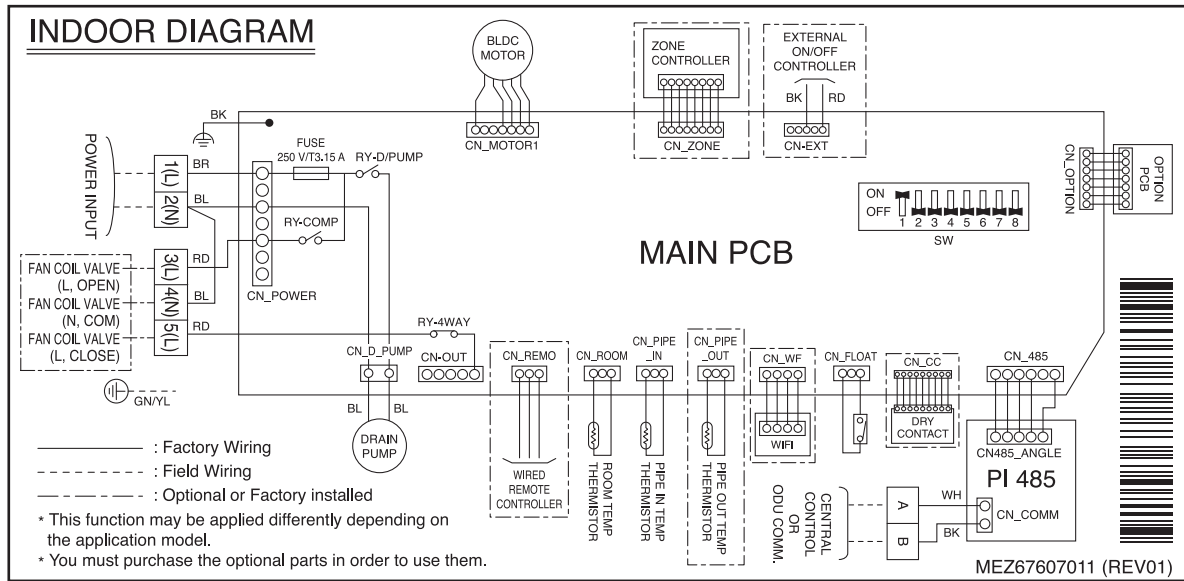 INDOOR DIAGRAM
BLDC
MOTOR
ZONE
CONTROLLER
EXTERNAL
ON/OFF
CONTROLLER
BK
RD
BK
CN_MOTOR1
CN_ZONE
CN-EXT
POWER INPUT
1(L)
BR
2(N)
BL
FUSE
250 V/T3.15 A
RY-D/PUMP
RY-COMP
CN_OPTION
OPTION
PCB
ON
OFF
1 2 3 4 5 6 7 8
SW
MAIN PCB
FAN COIL VALVE
(L, OPEN)
FAN COIL VALVE
(N, COM)
FAN COIL VALVE
(L, CLOSE)
3(L)
RD
4(N)
BL
5(L)
RD
CN_POWER
GN/YL
RY-4WAY
CN_D_PUMP
CN-OUT
CN_REMO
CN_ROOM
CN_PIPE
_IN
CN_PIPE
_OUT
CN_WF
CN_FLOAT
CN_CC
CN_485
BL
BL
DRAIN
PUMP
WIRED
REMOTE
CONTROLLER
ROOM TEMP
THERMISTOR
PIPE IN TEMP
THERMISTOR
PIPE OUT TEMP
THERMISTOR
WIFI
DRY
CONTACT
CN485_ANGLE
PI 485
CN_COMM
CENTRAL
CONTROL
OR
ODU COMM.
A
WH
B
BK
: Factory Wiring
: Field Wiring
: Optional or Factory installed
* This function may be applied differently depending on
the application model.
* You must purchase the optional parts in order to use them.
MEZ67607011 (REV01)